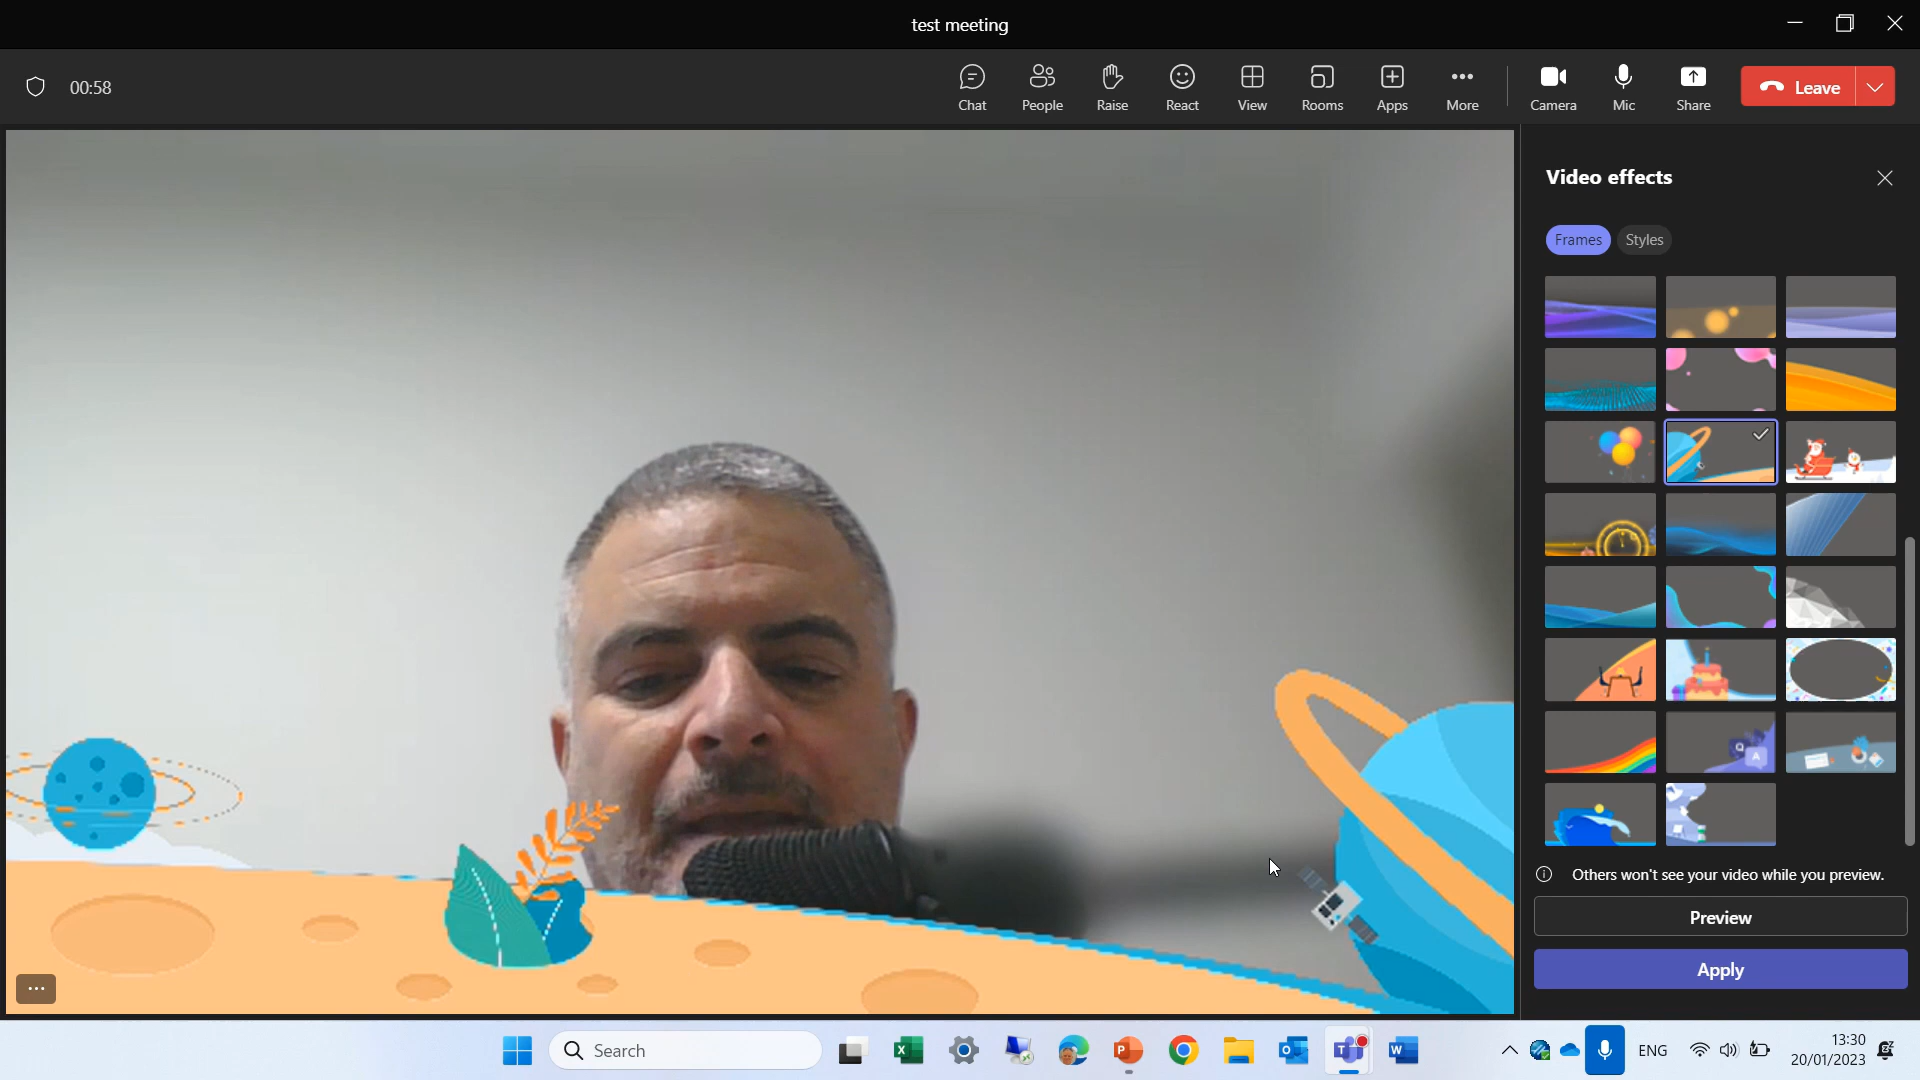 test meeting
00:58
Chat
People
Raise
React
View
Rooms
Apps
More
Camera
Mic
Share
Leave
Video effects
Frames
Styles
Q
A
Others won't see your video while you preview.
Preview
Apply
Search
ENG
13:30
20/01/2023